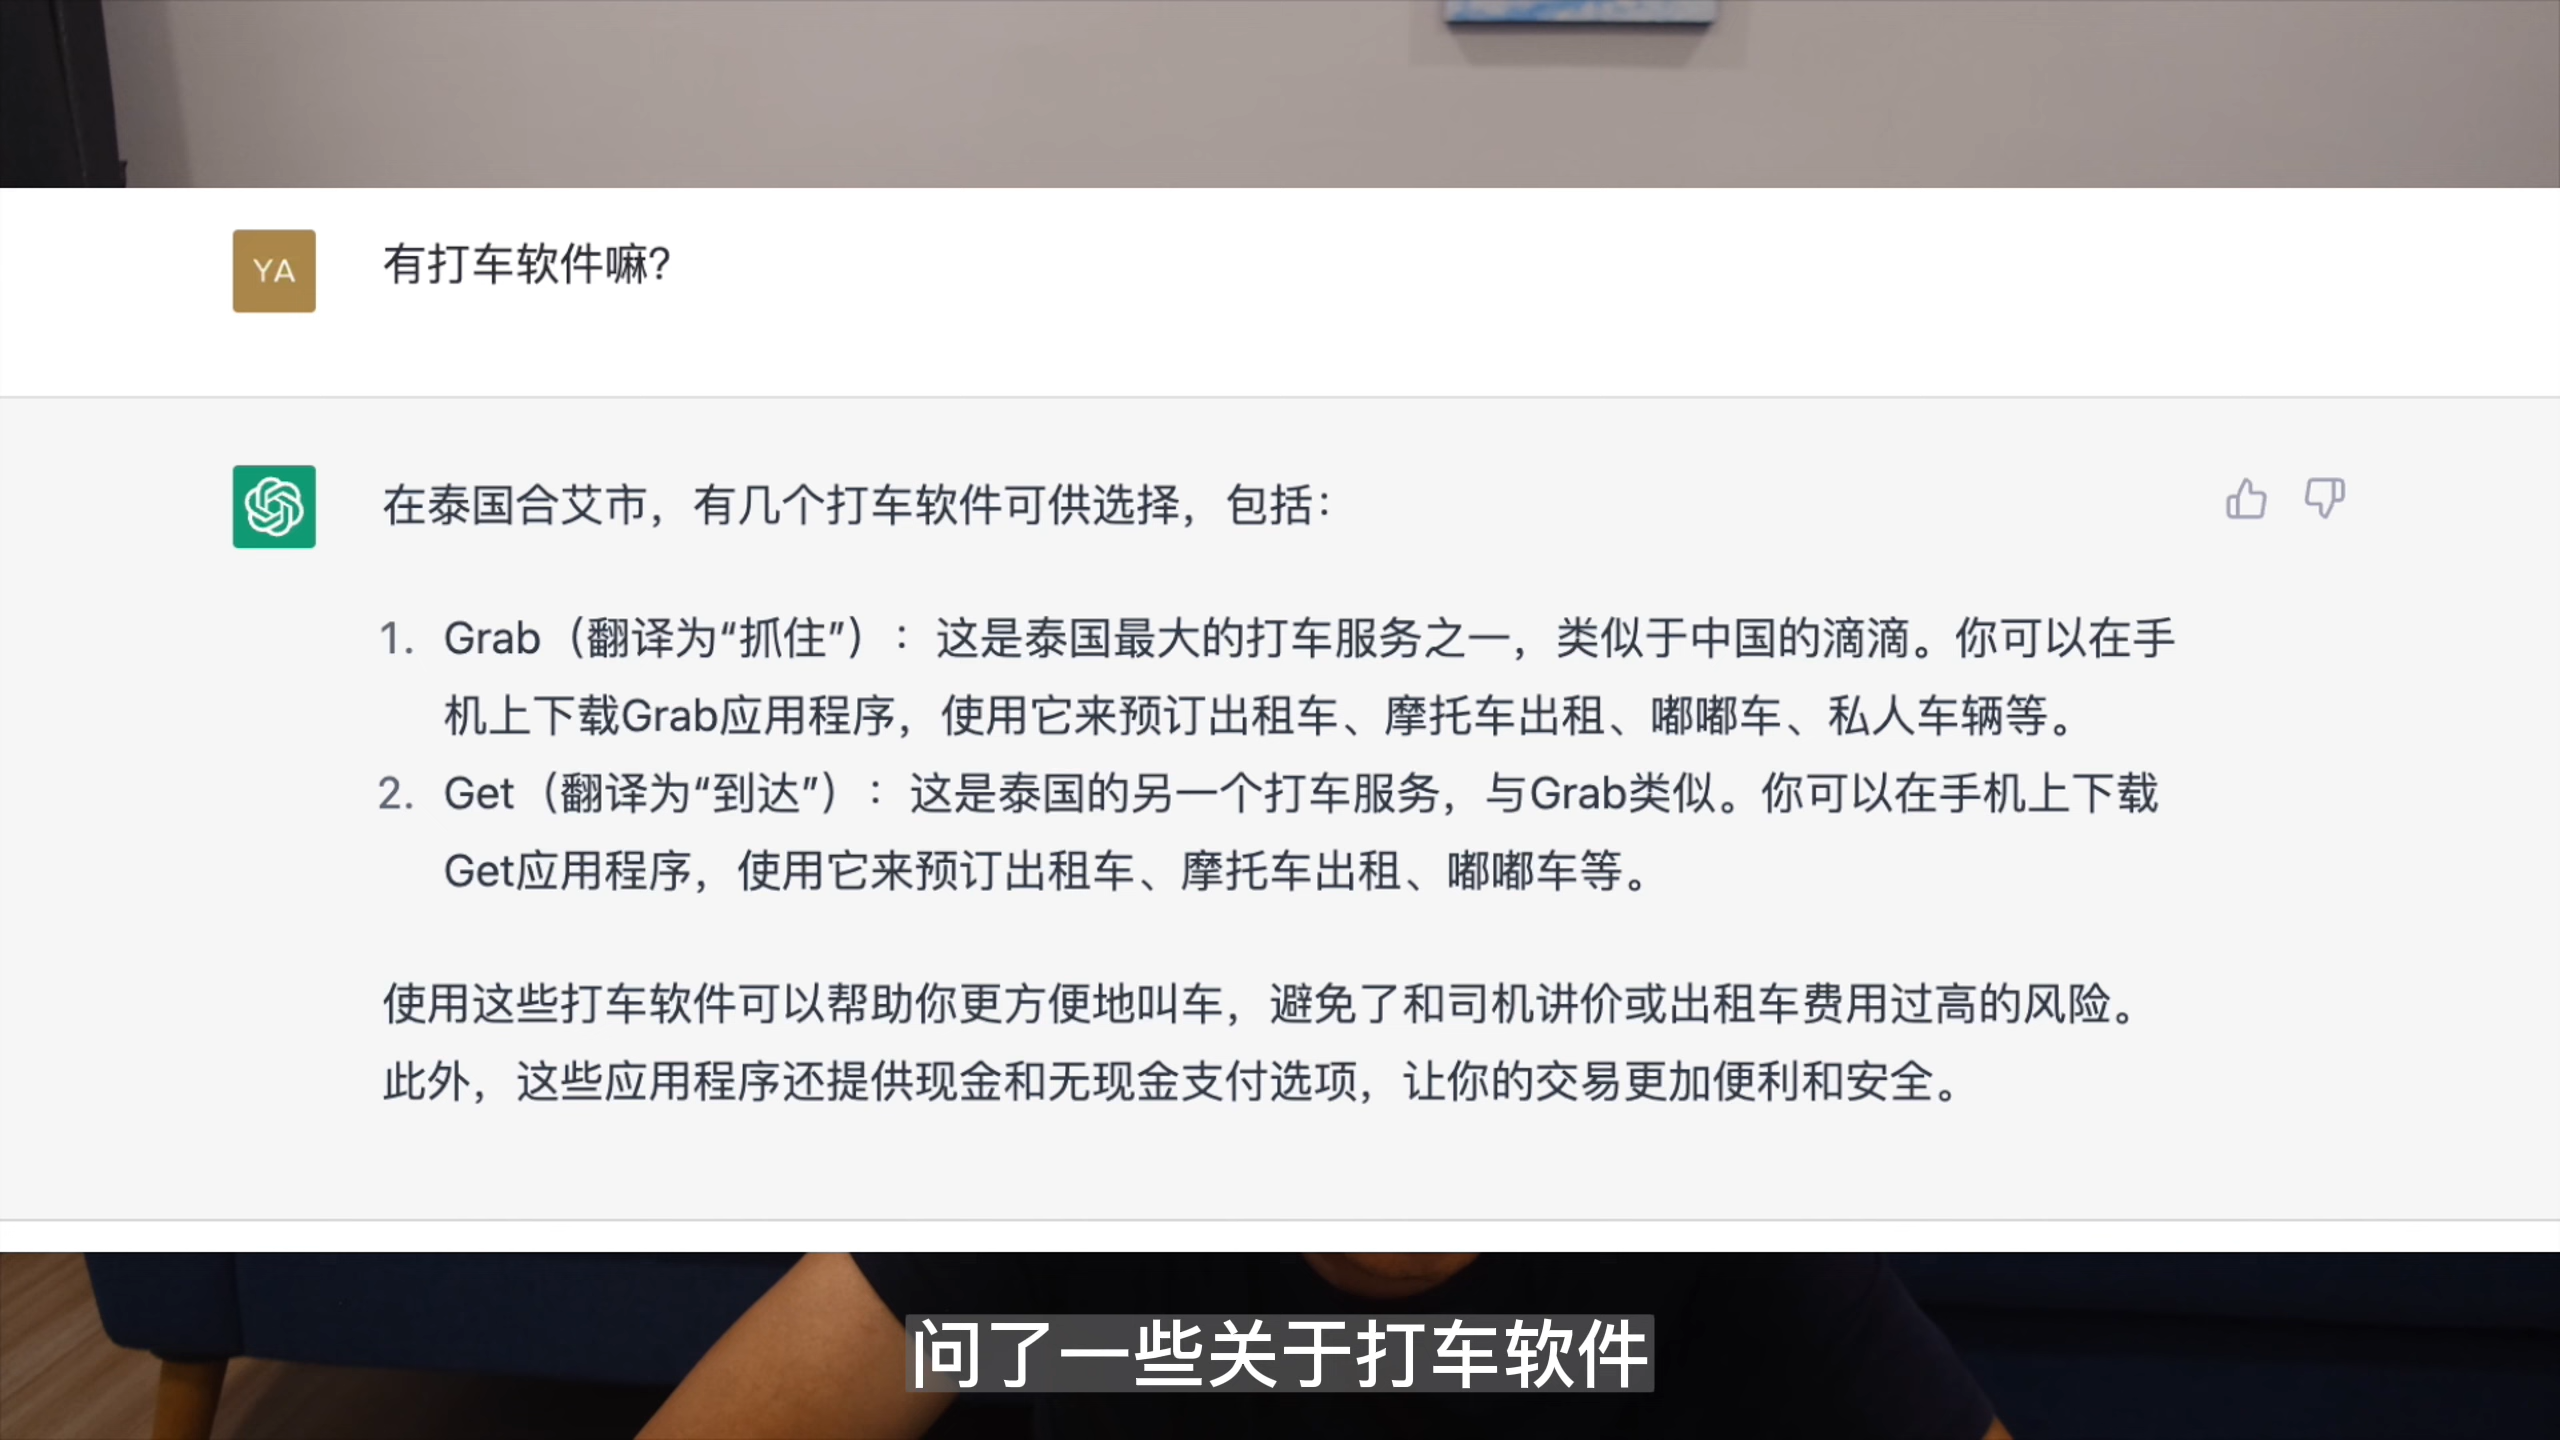 YA
有打车软件嘛?
在泰国合艾市，有几个打车软件可供选择，包括：
1. Grab（翻译为“抓住”）：这是泰国最大的打车服务之一，类似于中国的滴滴。你可以在手
机上下载Grab应用程序，使用它来预订出租车、摩托车出租、嘟嘟车、私人车辆等。
2. Get（翻译为“到达”）：这是泰国的另一个打车服务，与Grab类似。你可以在手机上下载
Get应用程序，使用它来预订出租车、摩托车出租、嘟嘟车等。
使用这些打车软件可以帮助你更方便地叫车，避免了和司机讲价或出租车费用过高的风险。
此外，这些应用程序还提供现金和无现金支付选项，让你的交易更加便利和安全。
问了一些关于打车软件